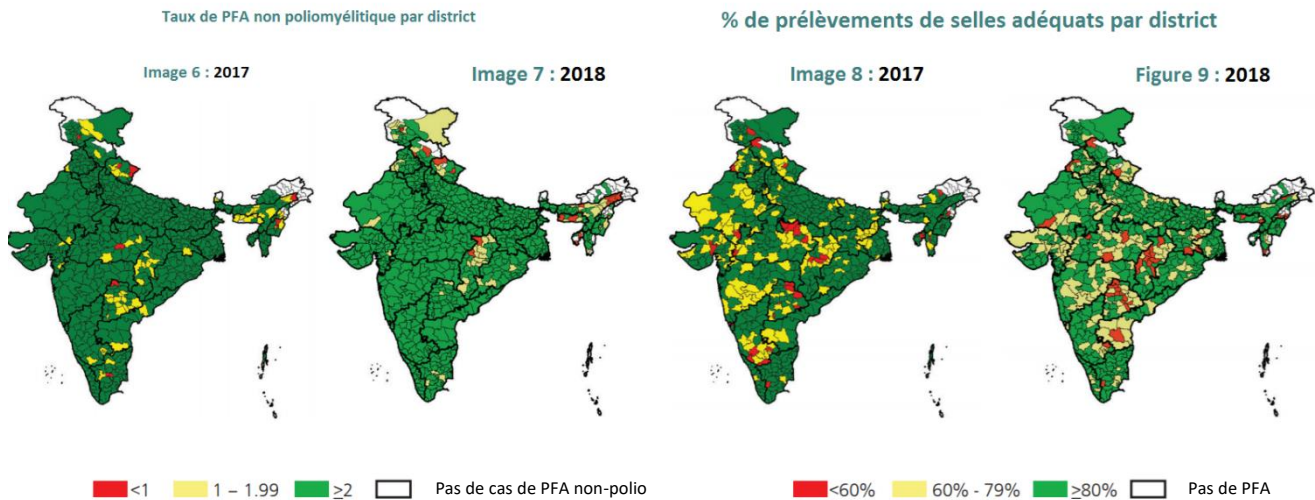 Taux de PFA non poliomyélitique par district
% de prélèvements de selles adéquats par district
Image 6 : 2017
Image 7 : 2018
Image 8 : 2017
Figure 9 : 2018
<1
1 – 1.99
≥2
Pas de cas de PFA non-polio
<60%
60% - 79%
≥80%
Pas de PFA